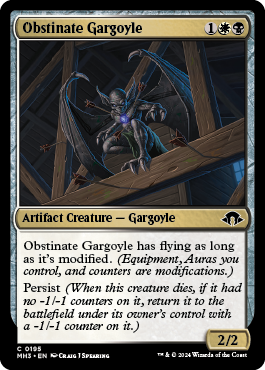 Obstinate Gargoyle 1
Artifact Creature — Gargoyle
Obstinate Gargoyle has flying as long
as it's modified. (Equipment, Auras you
control, and counters are modifications.)
Persist (When this creature dies, if it had
no -1/-1 counters on it, return it to the
battlefield under its owner's control with
a -1/-1 counter on it.)
2/2
C 0195
MH3 • EN CRAIG J SPEARING ™ & © 2024 Wizards of the Coast